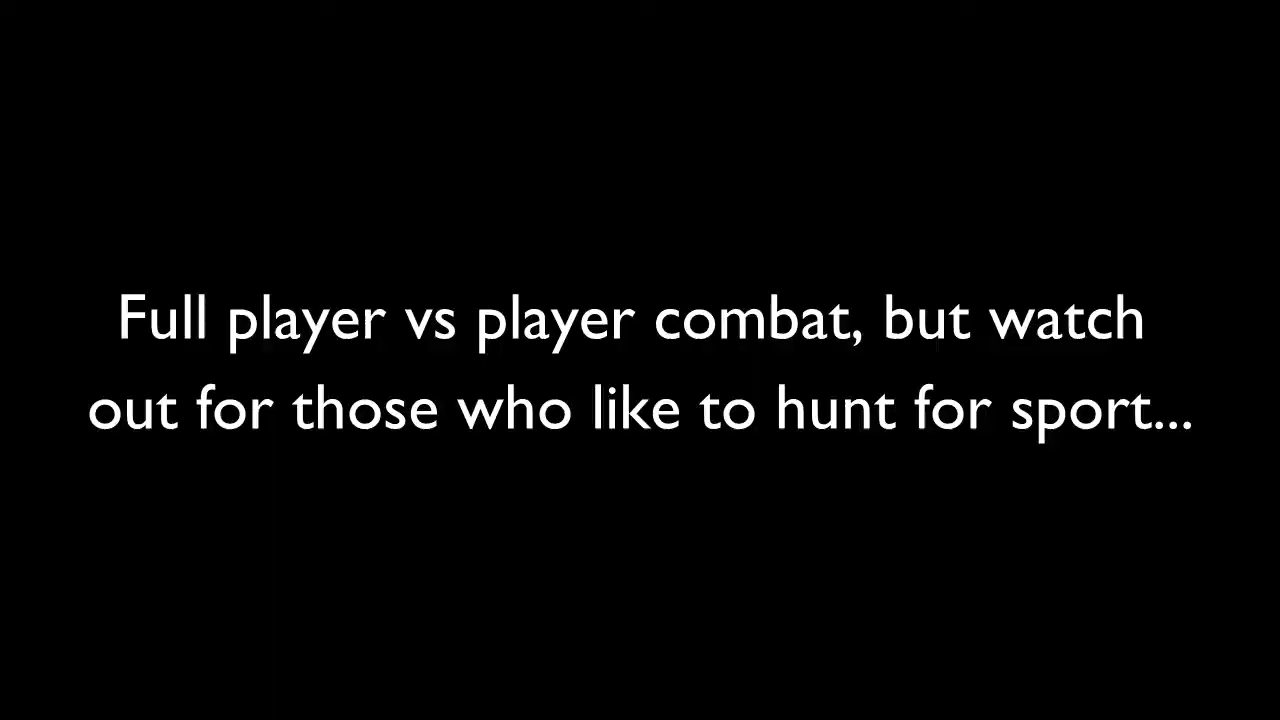 Full player vs player combat, but watch
out for those who like to hunt for sport...